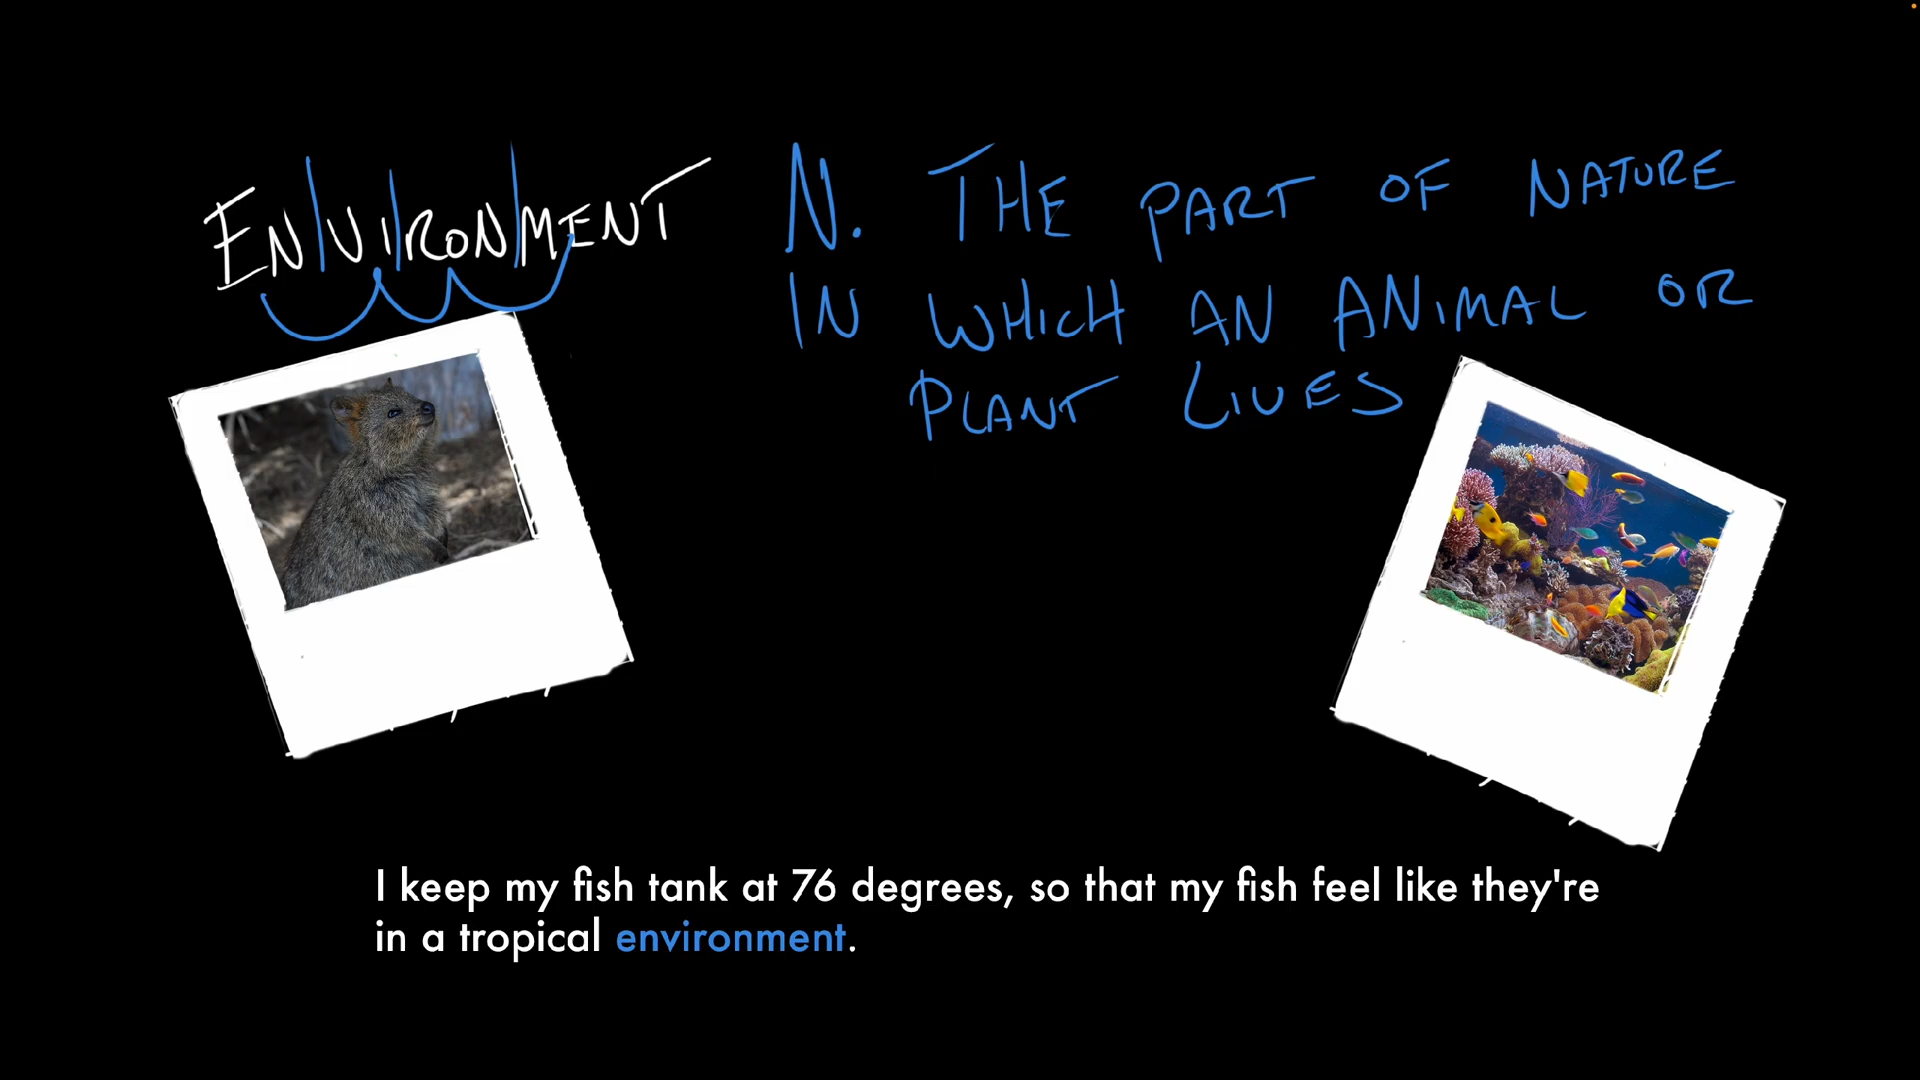 ENVIRONMENT
N. THE PART OF NATURE
IN WHICH AN ANIMAL OR
PLANT LIVES
I keep my fish tank at 76 degrees, so that my fish feel like they're
in a tropical environment.